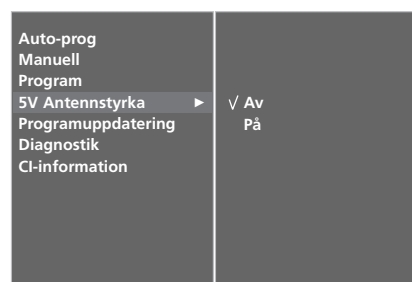 Auto-prog
Manuell
Program
5V Antennstyrka ►
Programuppdatering
Diagnostik
CI-information
√ Av
På